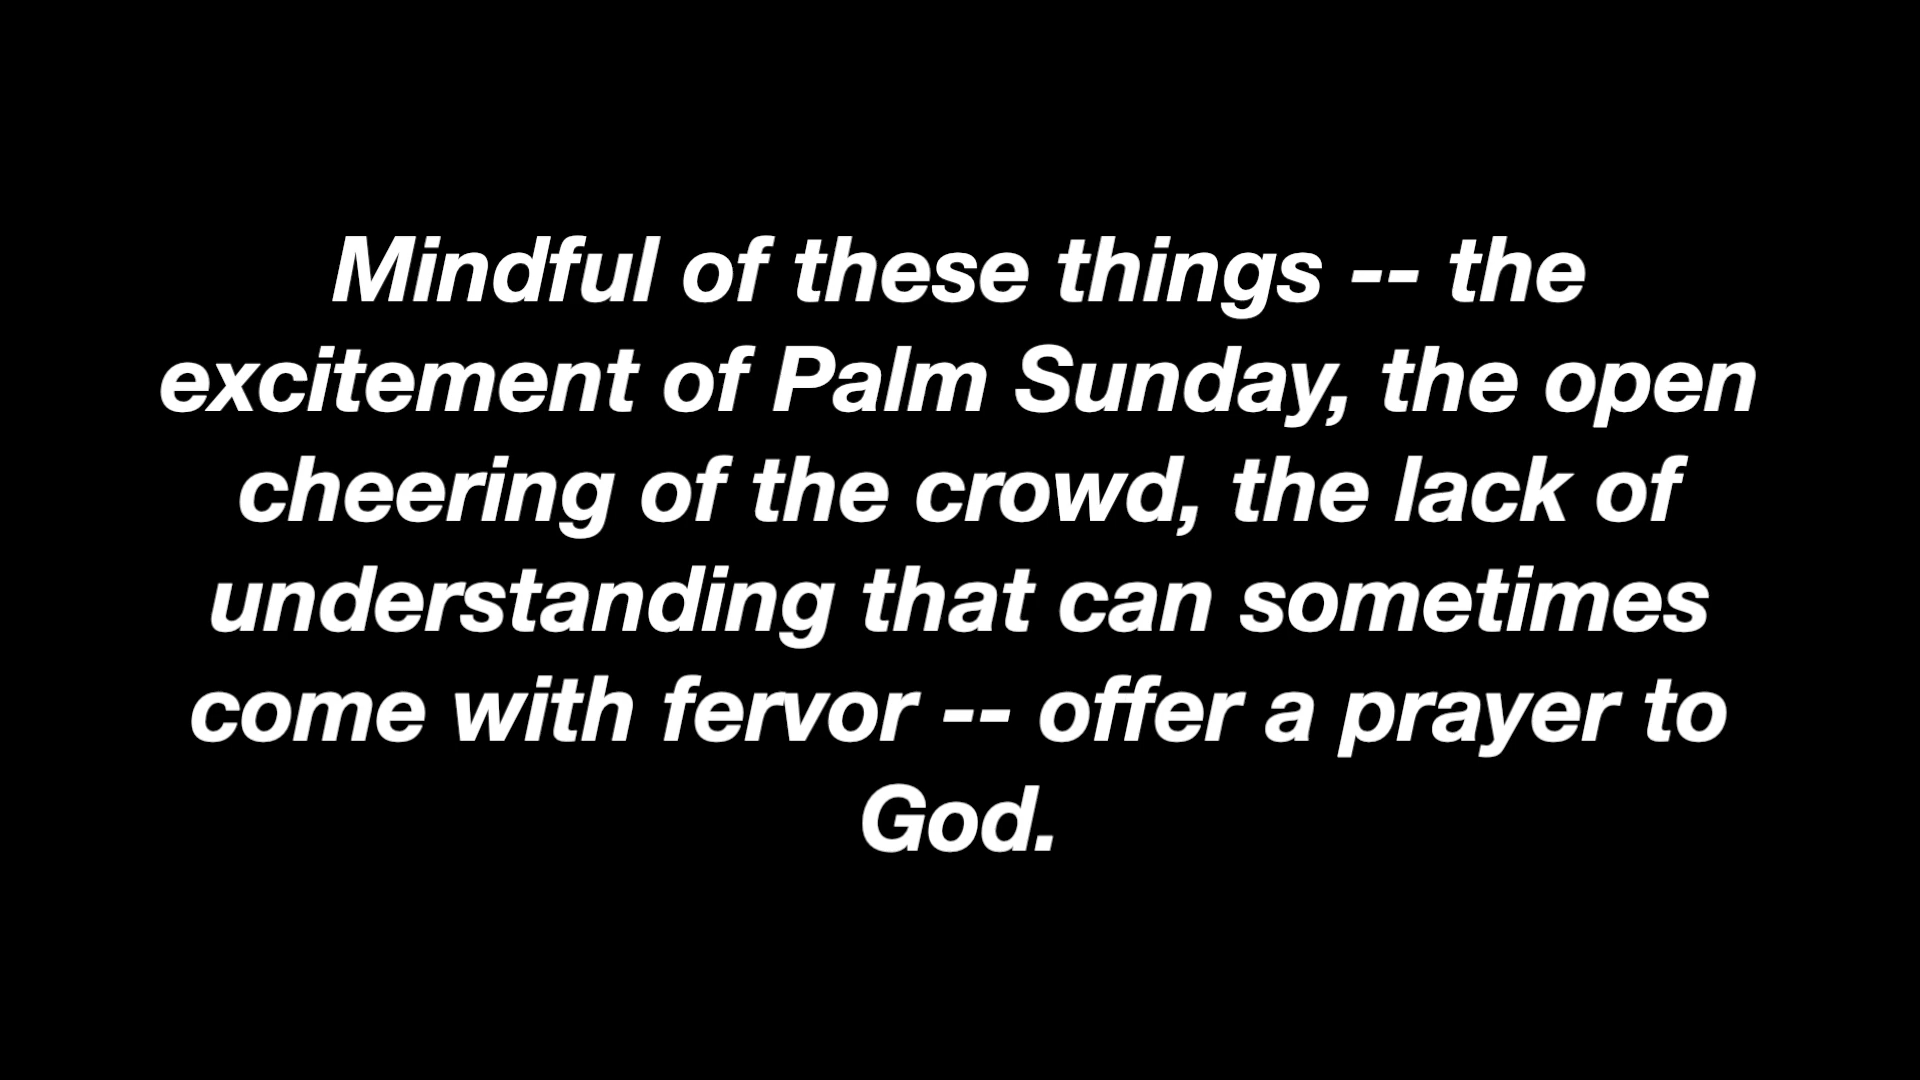 Mindful of these things -- the
excitement of Palm Sunday, the open
cheering of the crowd, the lack of
understanding that can sometimes
come with fervor -- offer a prayer to
God.